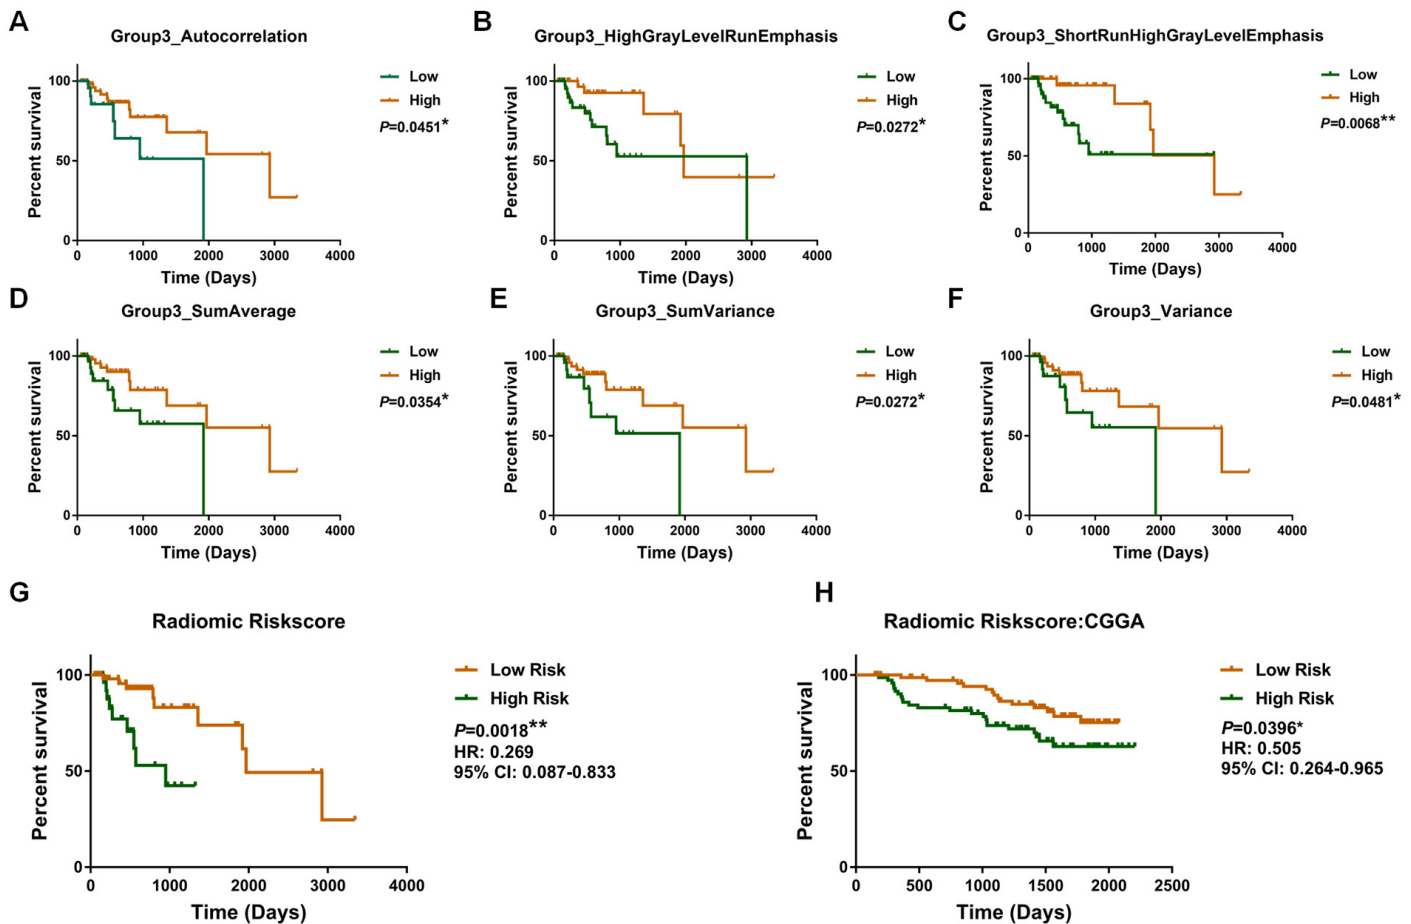 A
Group3_Autocorrelation
Percent survival
100
50
0
0 1000 2000 3000 4000
Time (Days)
Low
High
P=0.0451*
B
Group3_HighGrayLevelRunEmphasis
Percent survival
100
50
0
0 1000 2000 3000 4000
Time (Days)
Low
High
P=0.0272*
C
Group3_ShortRunHighGrayLevelEmphasis
Percent survival
100
50
0
0 1000 2000 3000 4000
Time (Days)
Low
High
P=0.0068**
D
Group3_SumAverage
Percent survival
100
50
0
0 1000 2000 3000 4000
Time (Days)
Low
High
P=0.0354*
E
Group3_SumVariance
Percent survival
100
50
0
0 1000 2000 3000 4000
Time (Days)
Low
High
P=0.0272*
F
Group3_Variance
Percent survival
100
50
0
0 1000 2000 3000 4000
Time (Days)
Low
High
P=0.0481*
G
Radiomic Riskscore
Percent survival
100
50
0
0 1000 2000 3000 4000
Time (Days)
Low Risk
High Risk
P=0.0018**
HR: 0.269
95% CI: 0.087-0.833
H
Radiomic Riskscore:CGGA
Percent survival
100
50
0
0 500 1000 1500 2000 2500
Time (Days)
Low Risk
High Risk
P=0.0396*
HR: 0.505
95% CI: 0.264-0.965